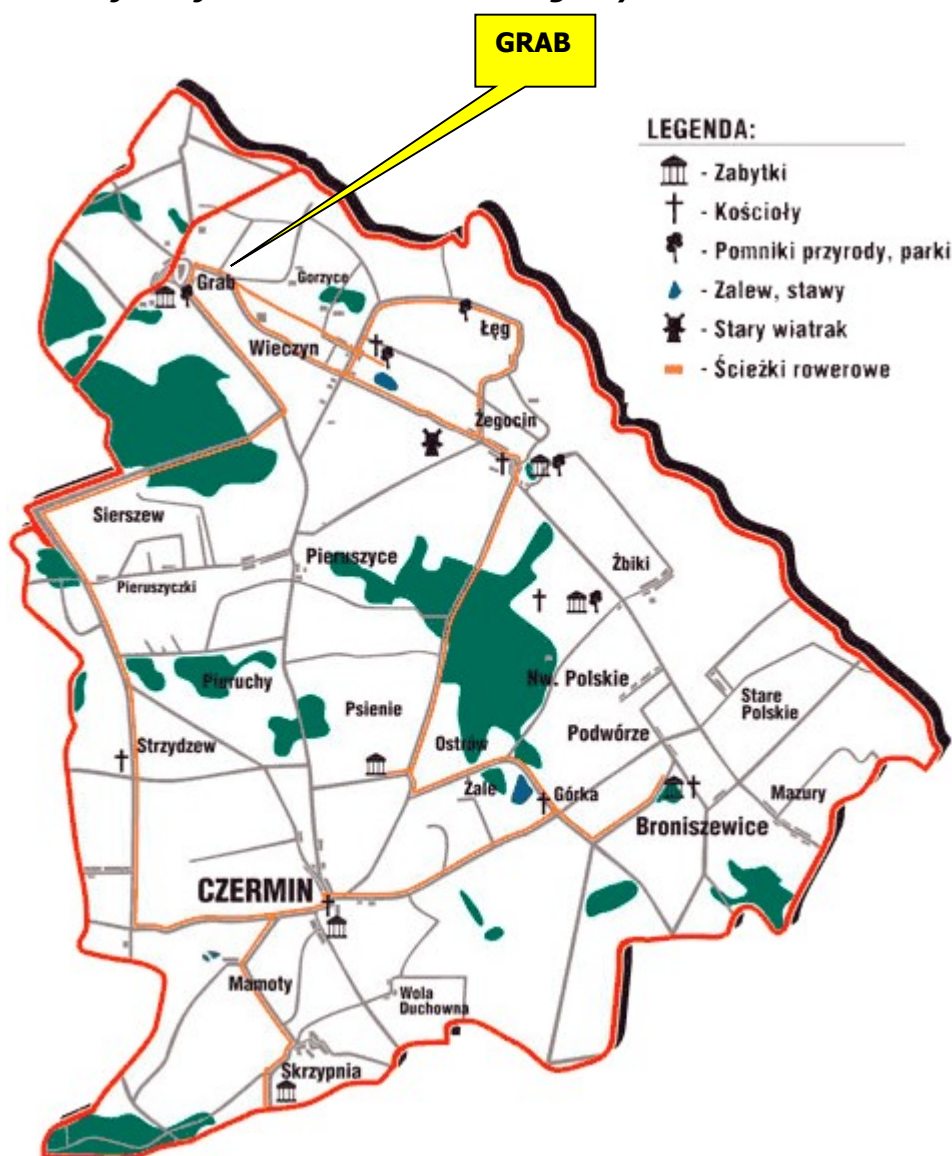 GRAB
LEGENDA:
- Zabytki
- Kościoły
- Pomniki przyrody, parki
- Zalew, stawy
- Stary wiatrak
- Ścieżki rowerowe
Grab
Gorzyce
Łęg
Wieczyn
Żegocin
Sierszew
Pieruszyce
Żbiki
Pieruszyczki
Pieruchy
Nw. Polskie
Stare
Polskie
Psienie
Podwórze
Strzydzew
Ostrów
Żale
Górka
Mazury
Broniszewice
CZERMIN
Mamoty
Wola
Duchowna
Skrzypnia